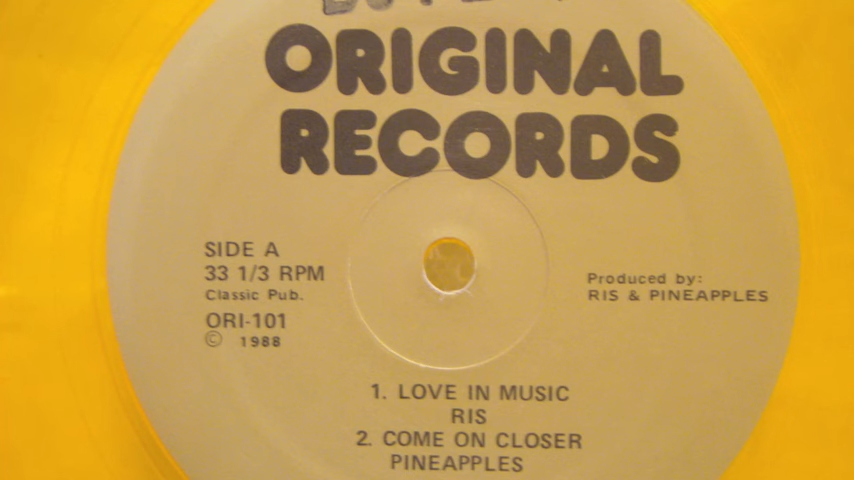 ORIGINAL
RECORDS
SIDE A
33 1/3 RPM
Classic Pub.
ORI-101
© 1988
Produced by:
RIS & PINEAPPLES
1. LOVE IN MUSIC
RIS
2. COME ON CLOSER
PINEAPPLES